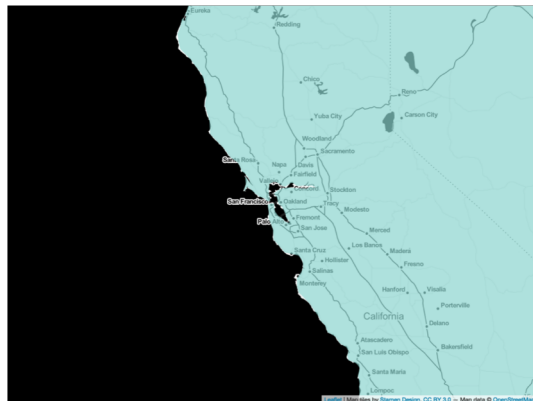 Eureka
Redding
Chico
Reno
Yuba City
Carson City
Woodland
Sacramento
Santa Rosa
Napa
Davis
Fairfield
Vallejo
Concord
Stockton
San Francisco
Oakland
Tracy
Modesto
Palo Alto
Fremont
San Jose
Merced
Los Banos
Santa Cruz
Madera
Hollister
Fresno
Salinas
Monterey
Hanford
Visalia
Porterville
California
Delano
Atascadero
Bakersfield
San Luis Obispo
Santa Maria
Lompoc
Leaflet | Map tiles by Stamen Design, CC BY 3.0 — Map data © OpenStreetMap